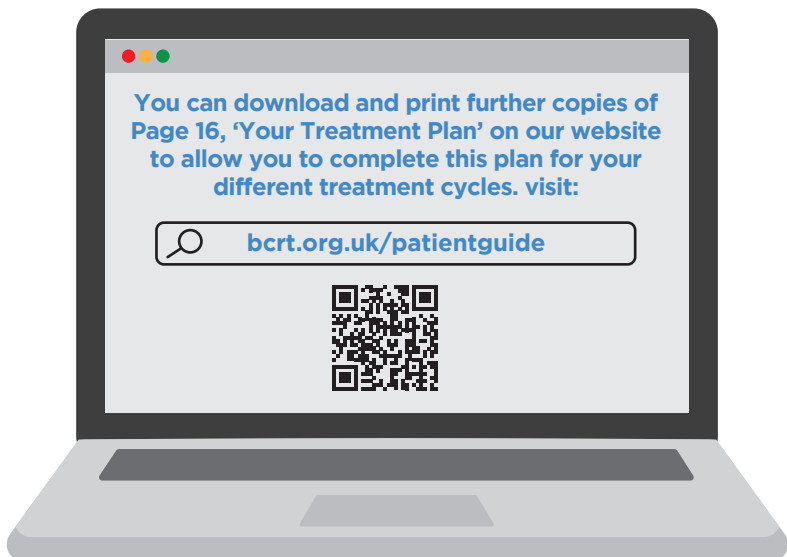 You can download and print further copies of
Page 16, ‘Your Treatment Plan’ on our website
to allow you to complete this plan for your
different treatment cycles. visit:
bcrt.org.uk/patientguide